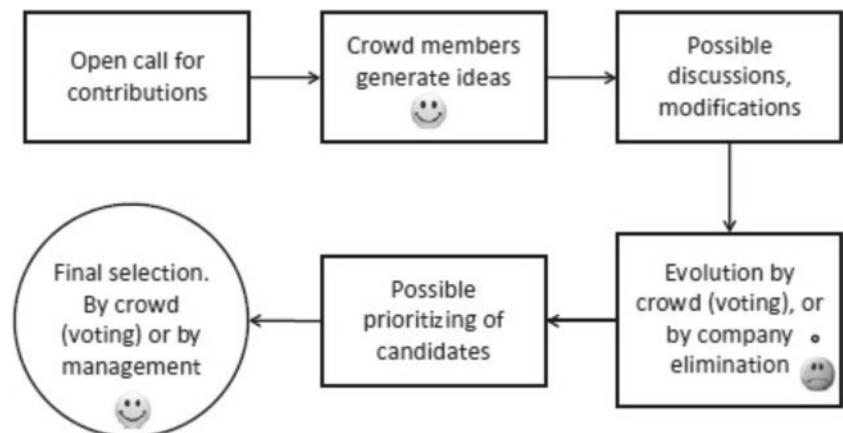 Open call for
contributions
Crowd members
generate ideas
Possible
discussions,
modifications
Evolution by
crowd (voting), or
by company
elimination
Possible
prioritizing of
candidates
Final selection.
By crowd
(voting) or by
management